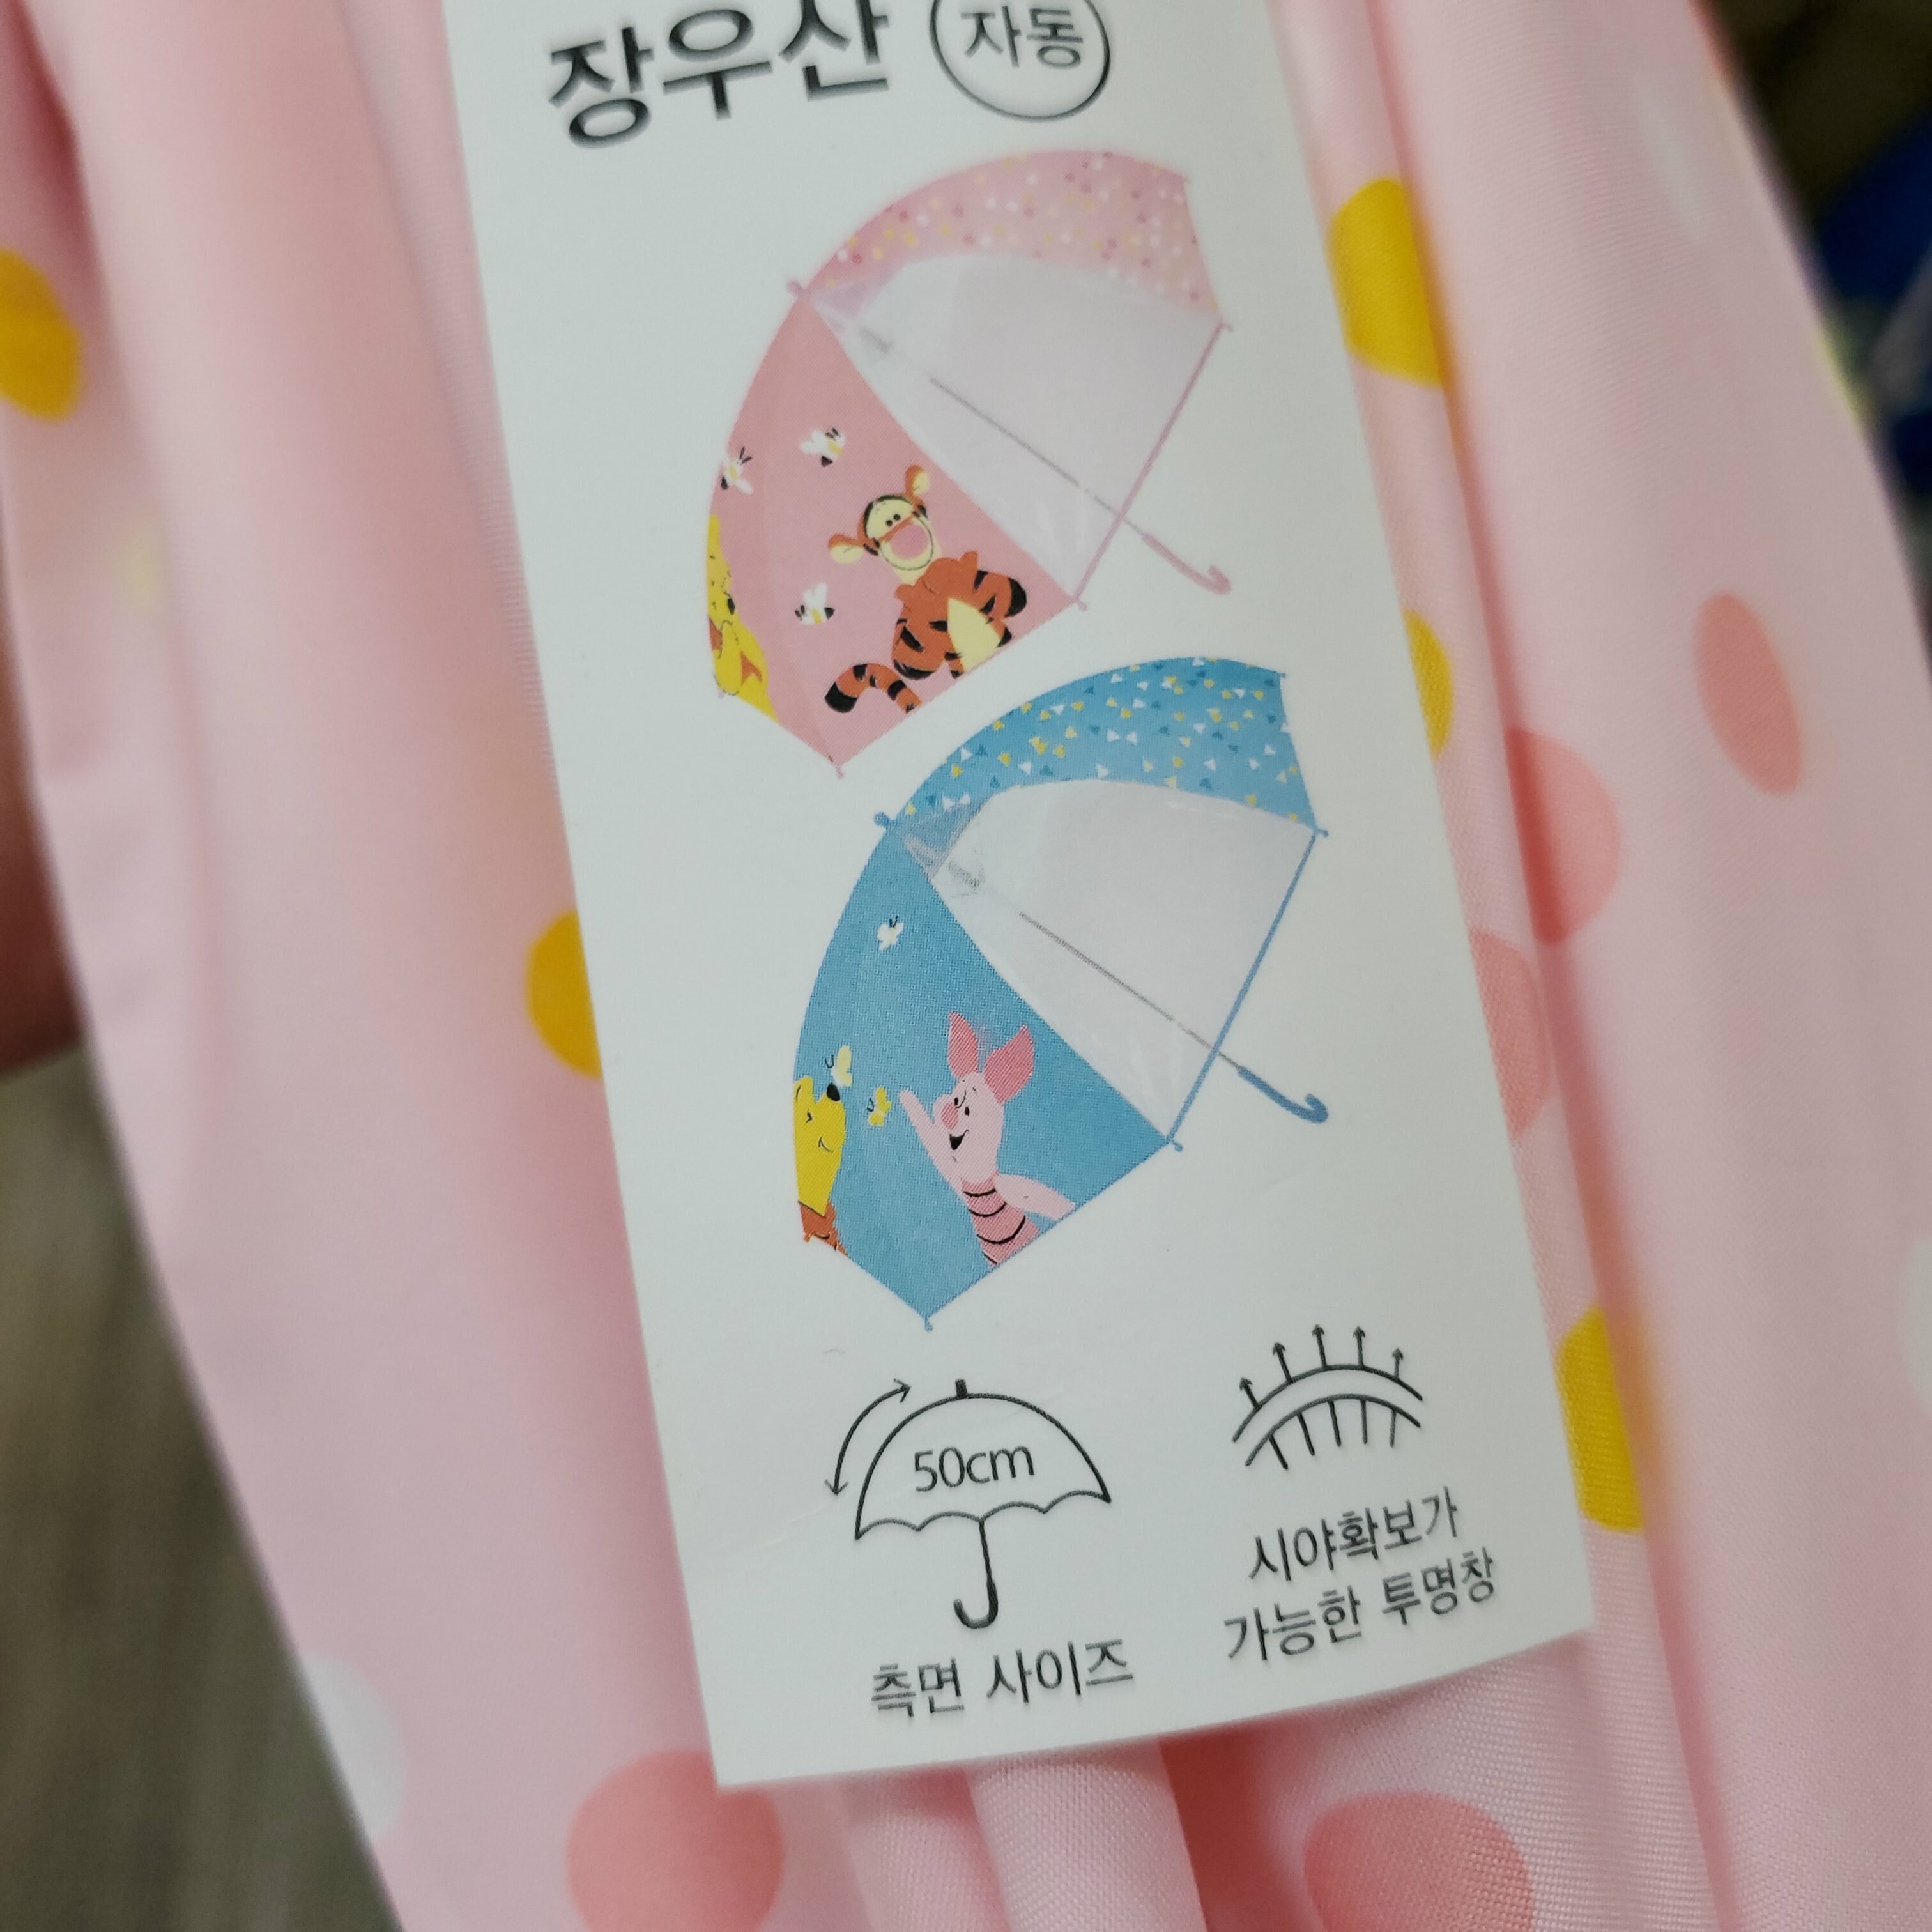 장우산 자동
50cm
측면 사이즈
시야확보가
가능한 투명창